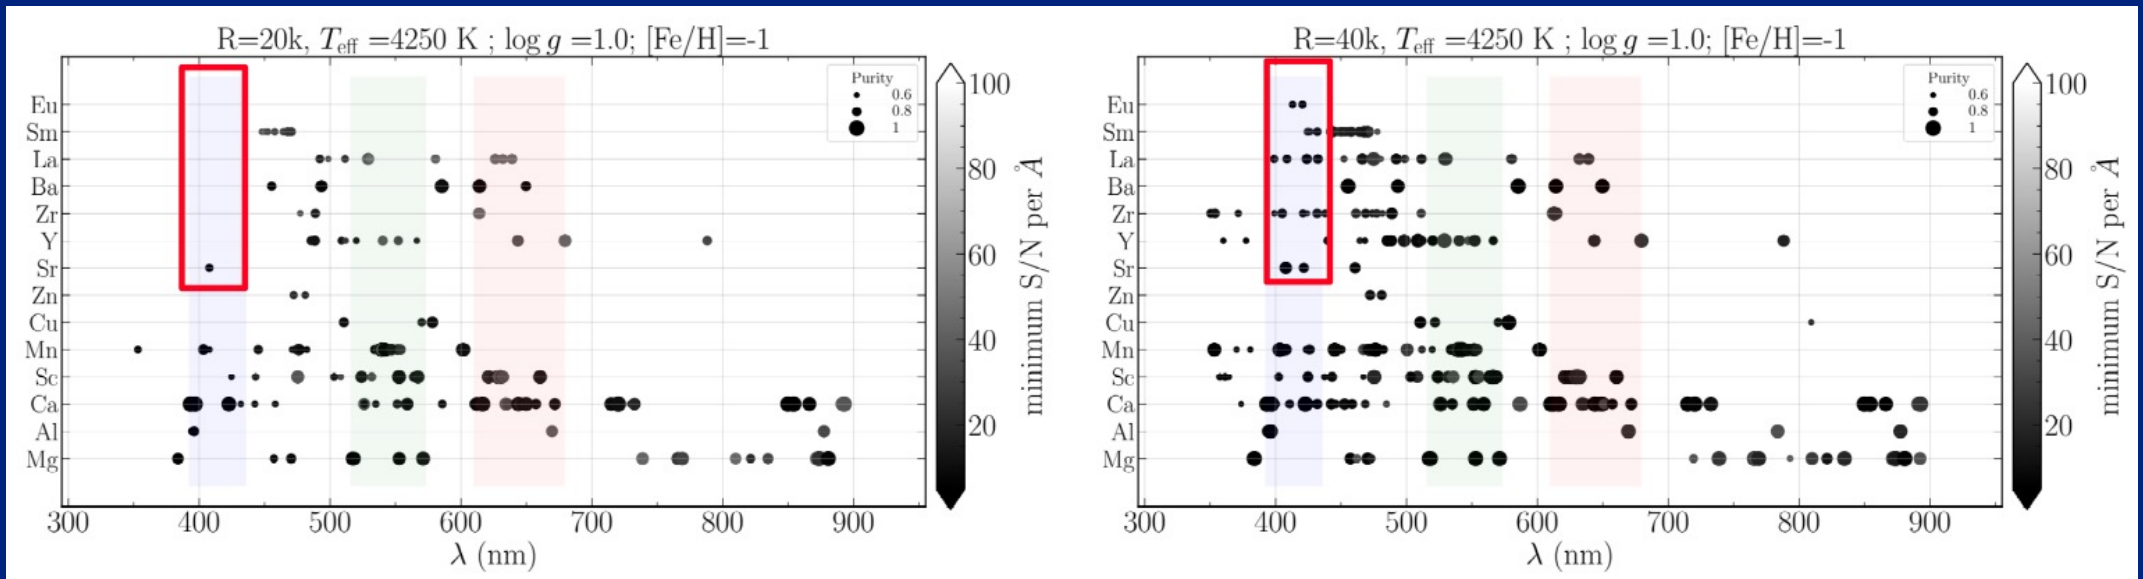 R=20k, T_eff =4250 K ; log g =1.0; [Fe/H]=-1
Purity
0.6
0.8
1
Eu
Sm
La
Ba
Zr
Y
Sr
Zn
Cu
Mn
Sc
Ca
Al
Mg
300 400 500 600 700 800 900
λ (nm)
100
80
60
40
20
minimum S/N per Å
R=40k, T_eff =4250 K ; log g =1.0; [Fe/H]=-1
Purity
0.6
0.8
1
Eu
Sm
La
Ba
Zr
Y
Sr
Zn
Cu
Mn
Sc
Ca
Al
Mg
300 400 500 600 700 800 900
λ (nm)
100
80
60
40
20
minimum S/N per Å